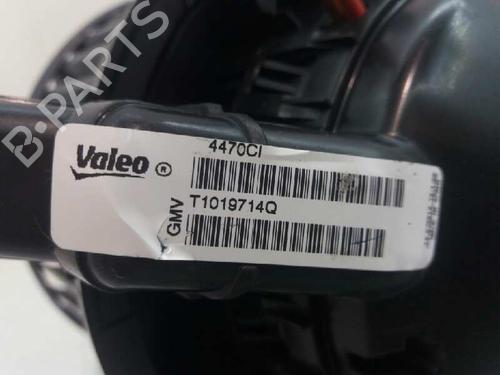 B-PARTS
4470CI
Valeo ®
GMV
T1019714Q